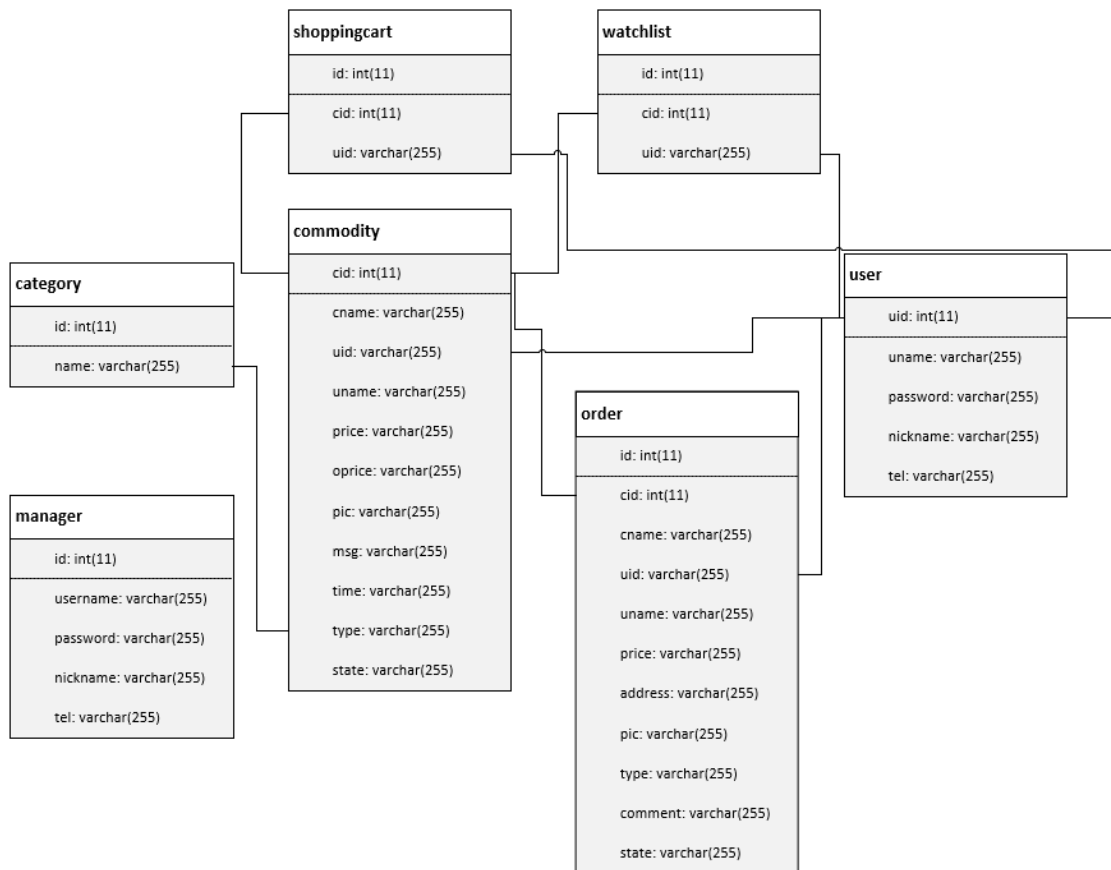 shoppingcart
id: int(11)
cid: int(11)
uid: varchar(255)
watchlist
id: int(11)
cid: int(11)
uid: varchar(255)
commodity
cid: int(11)
cname: varchar(255)
uid: varchar(255)
uname: varchar(255)
price: varchar(255)
oprice: varchar(255)
pic: varchar(255)
msg: varchar(255)
time: varchar(255)
type: varchar(255)
state: varchar(255)
category
id: int(11)
name: varchar(255)
user
uid: int(11)
uname: varchar(255)
password: varchar(255)
nickname: varchar(255)
tel: varchar(255)
order
id: int(11)
cid: int(11)
cname: varchar(255)
uid: varchar(255)
uname: varchar(255)
price: varchar(255)
address: varchar(255)
pic: varchar(255)
type: varchar(255)
comment: varchar(255)
state: varchar(255)
manager
id: int(11)
username: varchar(255)
password: varchar(255)
nickname: varchar(255)
tel: varchar(255)